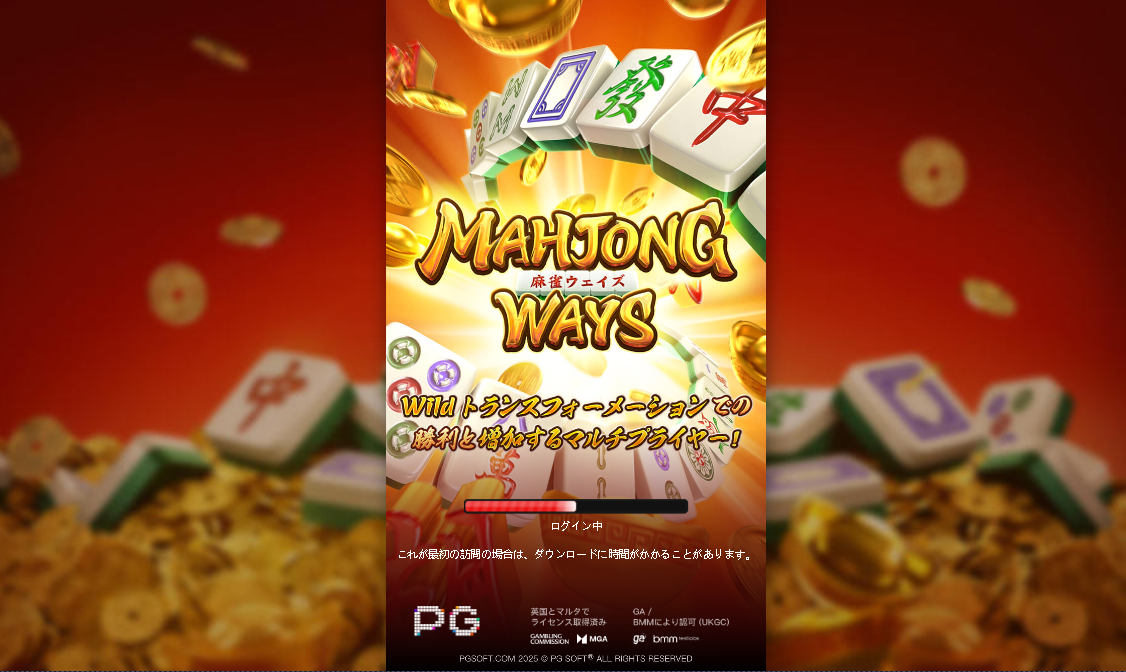 發
中
MAHJONG
麻雀ウェイズ
WAYS
Wildトランスフォーメーションでの
勝利と増加するマルチプライヤー!
ログイン中
これが最初の訪問の場合は、ダウンロードに時間がかかることがあります。
PG
英国とマルタで
ライセンス取得済み
GAMBLING
COMMISSION
MGA
GA /
BMMにより認可 (UKGC)
ga
bmm testlabs
PGSOFT.COM 2025 © PG SOFT® ALL RIGHTS RESERVED